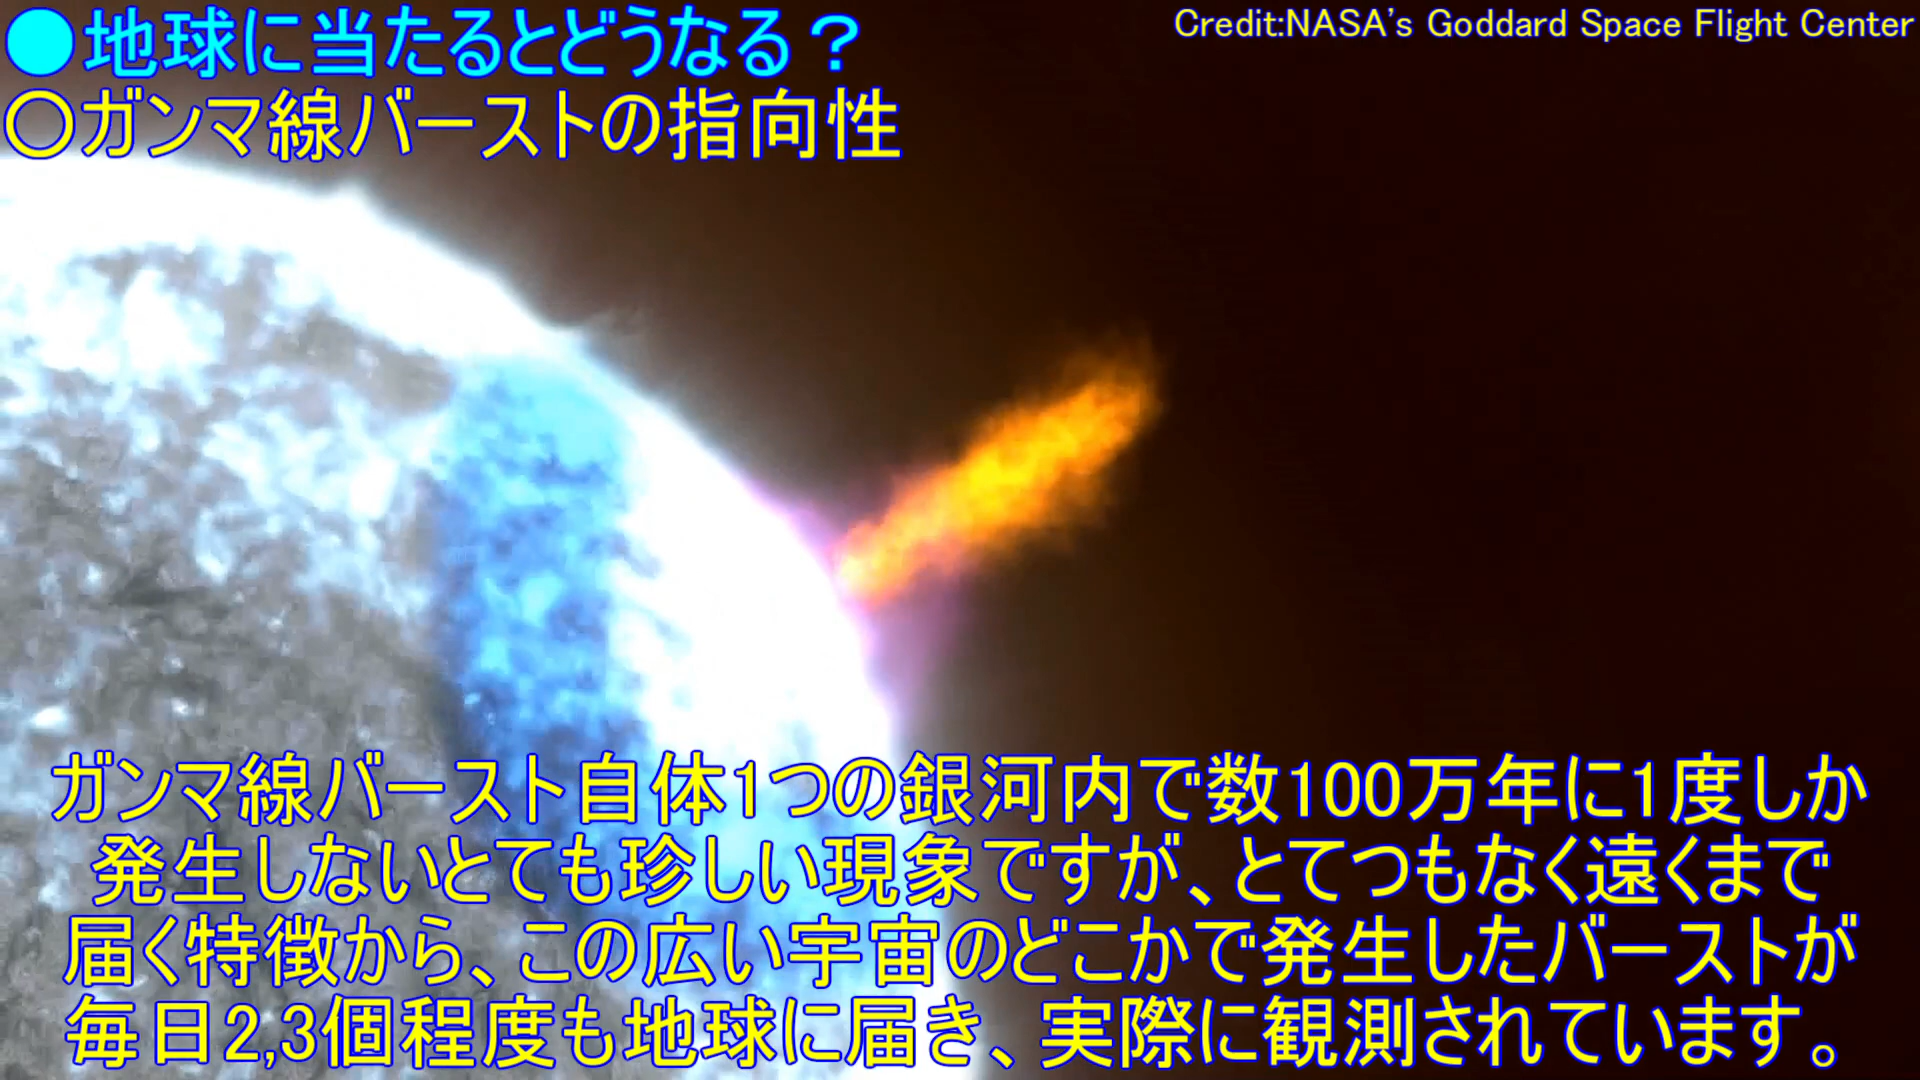 ●地球に当たるとどうなる？
Credit:NASA's Goddard Space Flight Center
○ガンマ線バーストの指向性
ガンマ線バースト自体1つの銀河内で数100万年に1度しか
発生しないとても珍しい現象ですが、とてつもなく遠くまで
届く特徴から、この広い宇宙のどこかで発生したバーストが
毎日2,3個程度も地球に届き、実際に観測されています。